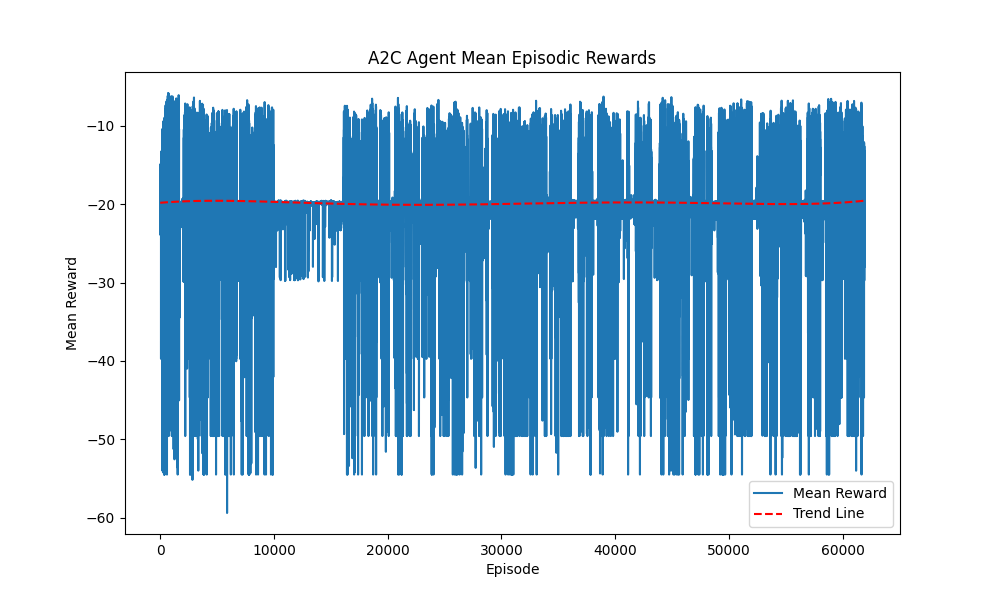 A2C Agent Mean Episodic Rewards
Mean Reward
−10
−20
−30
−40
−50
−60
0 10000 20000 30000 40000 50000 60000
Episode
Mean Reward
Trend Line